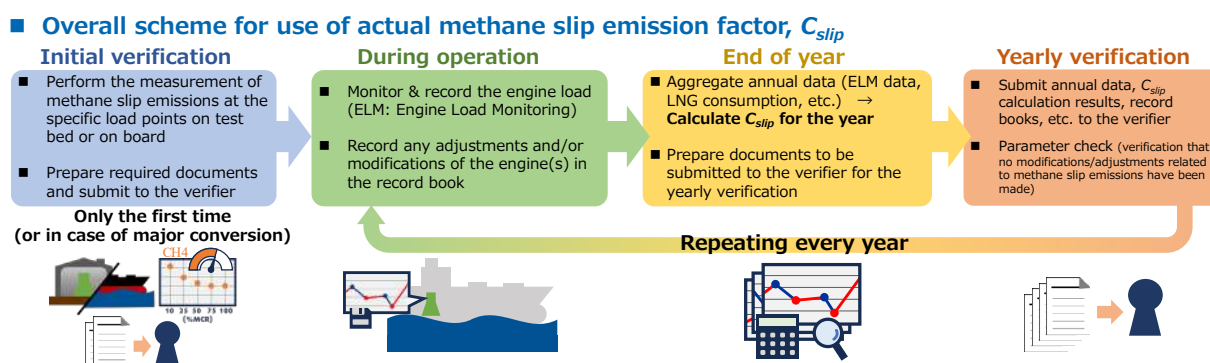 ■ Overall scheme for use of actual methane slip emission factor, Cslip
Initial verification
■ Perform the measurement of
methane slip emissions at the
specific load points on test
bed or on board
■ Prepare required documents
and submit to the verifier
Only the first time
(or in case of major conversion)
During operation
■ Monitor & record the engine load
(ELM: Engine Load Monitoring)
■ Record any adjustments and/or
modifications of the engine(s) in
the record book
End of year
■ Aggregate annual data (ELM data,
LNG consumption, etc.) →
Calculate Cslip for the year
■ Prepare documents to be
submitted to the verifier for the
yearly verification
Yearly verification
■ Submit annual data, Cslip
calculation results, record
books, etc. to the verifier
■ Parameter check (verification that
no modifications/adjustments related
to methane slip emissions have been
made)
Repeating every year
CH4
10 25 50 75 100
(%MCR)